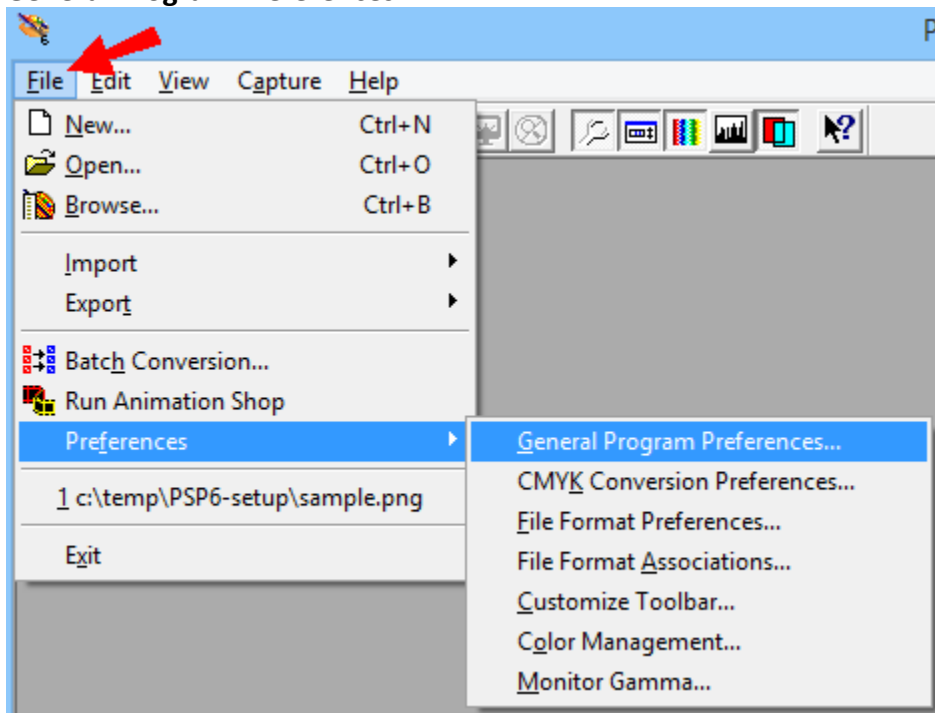 P
File Edit View Capture Help
New... Ctrl+N
Open... Ctrl+O
Browse... Ctrl+B
Import
Export
Batch Conversion...
Run Animation Shop
Preferences
General Program Preferences...
CMYK Conversion Preferences...
File Format Preferences...
File Format Associations...
Customize Toolbar...
Color Management...
Monitor Gamma...
1 c:\temp\PSP6-setup\sample.png
Exit